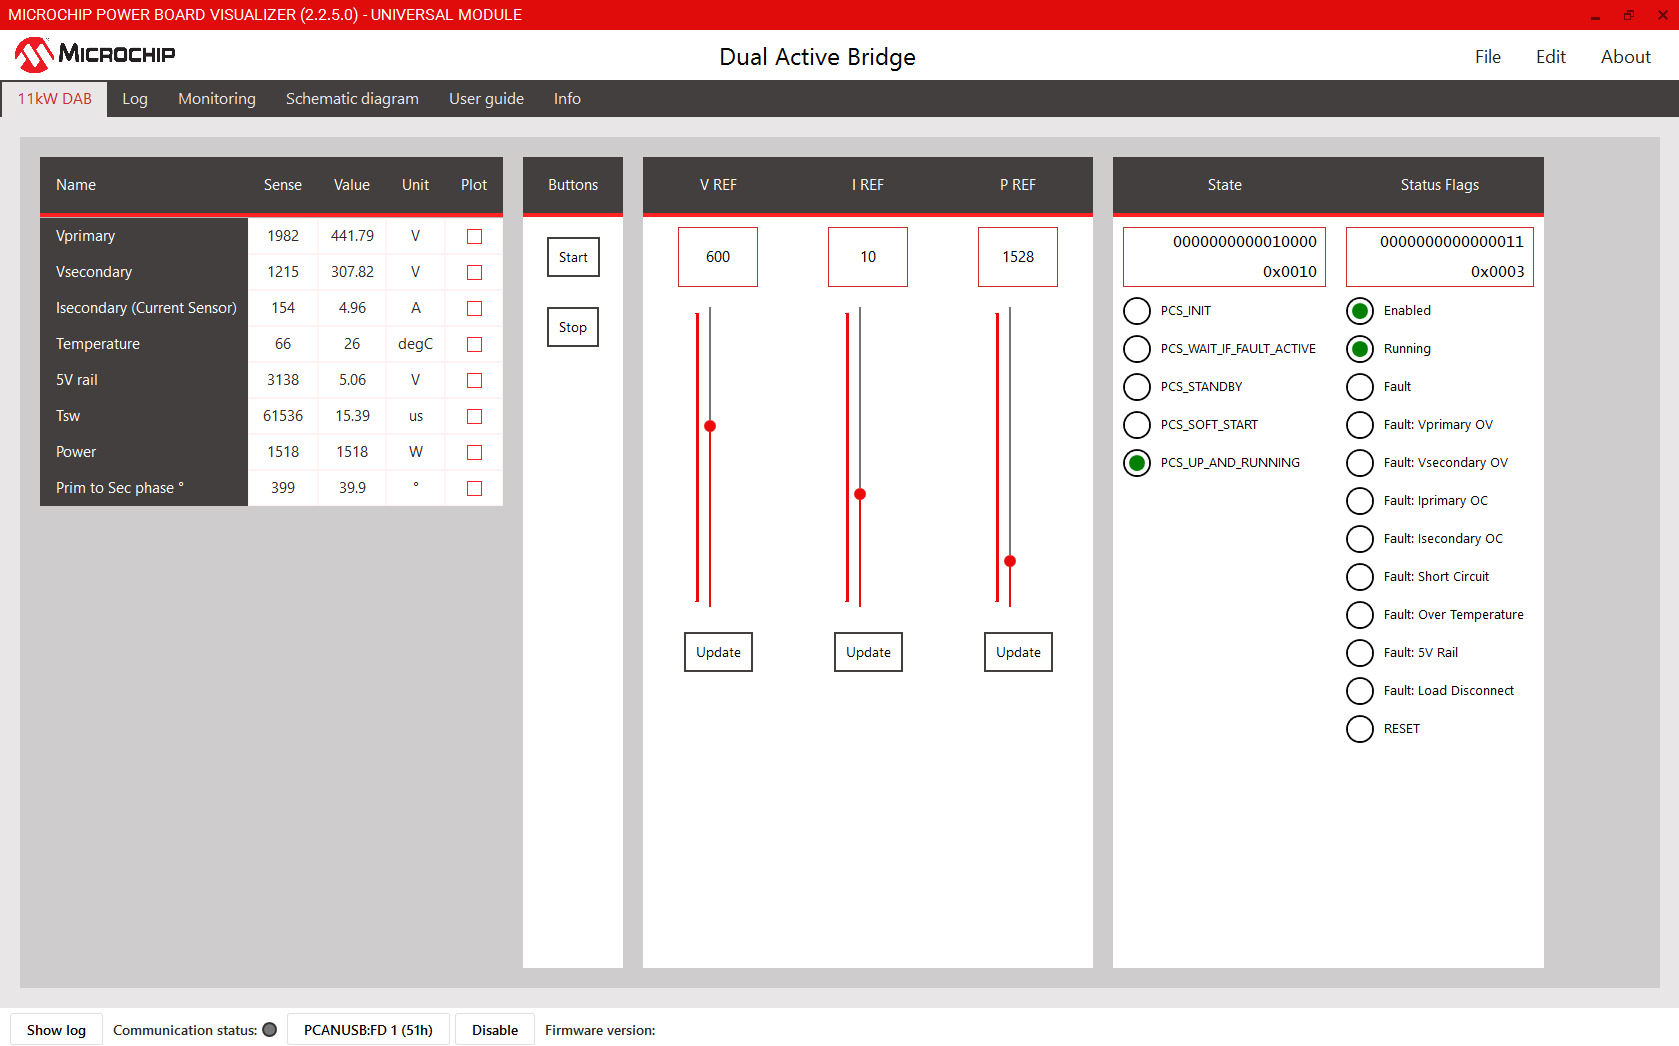 MICROCHIP POWER BOARD VISUALIZER (2.2.5.0) - UNIVERSAL MODULE
MICROCHIP
Dual Active Bridge
File Edit About
11kW DAB Log Monitoring Schematic diagram User guide Info
Name Sense Value Unit Plot
Vprimary 1982 441.79 V
Vsecondary 1215 307.82 V
Isecondary (Current Sensor) 154 4.96 A
Temperature 66 26 degC
5V rail 3138 5.06 V
Tsw 61536 15.39 us
Power 1518 1518 W
Prim to Sec phase ° 399 39.9 °
Buttons
Start
Stop
V REF I REF P REF
600 10 1528
Update Update Update
State
0000000000010000
0x0010
PCS_INIT
PCS_WAIT_IF_FAULT_ACTIVE
PCS_STANDBY
PCS_SOFT_START
PCS_UP_AND_RUNNING
Status Flags
0000000000000011
0x0003
Enabled
Running
Fault
Fault: Vprimary OV
Fault: Vsecondary OV
Fault: Iprimary OC
Fault: Isecondary OC
Fault: Short Circuit
Fault: Over Temperature
Fault: 5V Rail
Fault: Load Disconnect
RESET
Show log Communication status: PCANUSB:FD 1 (51h) Disable Firmware version: